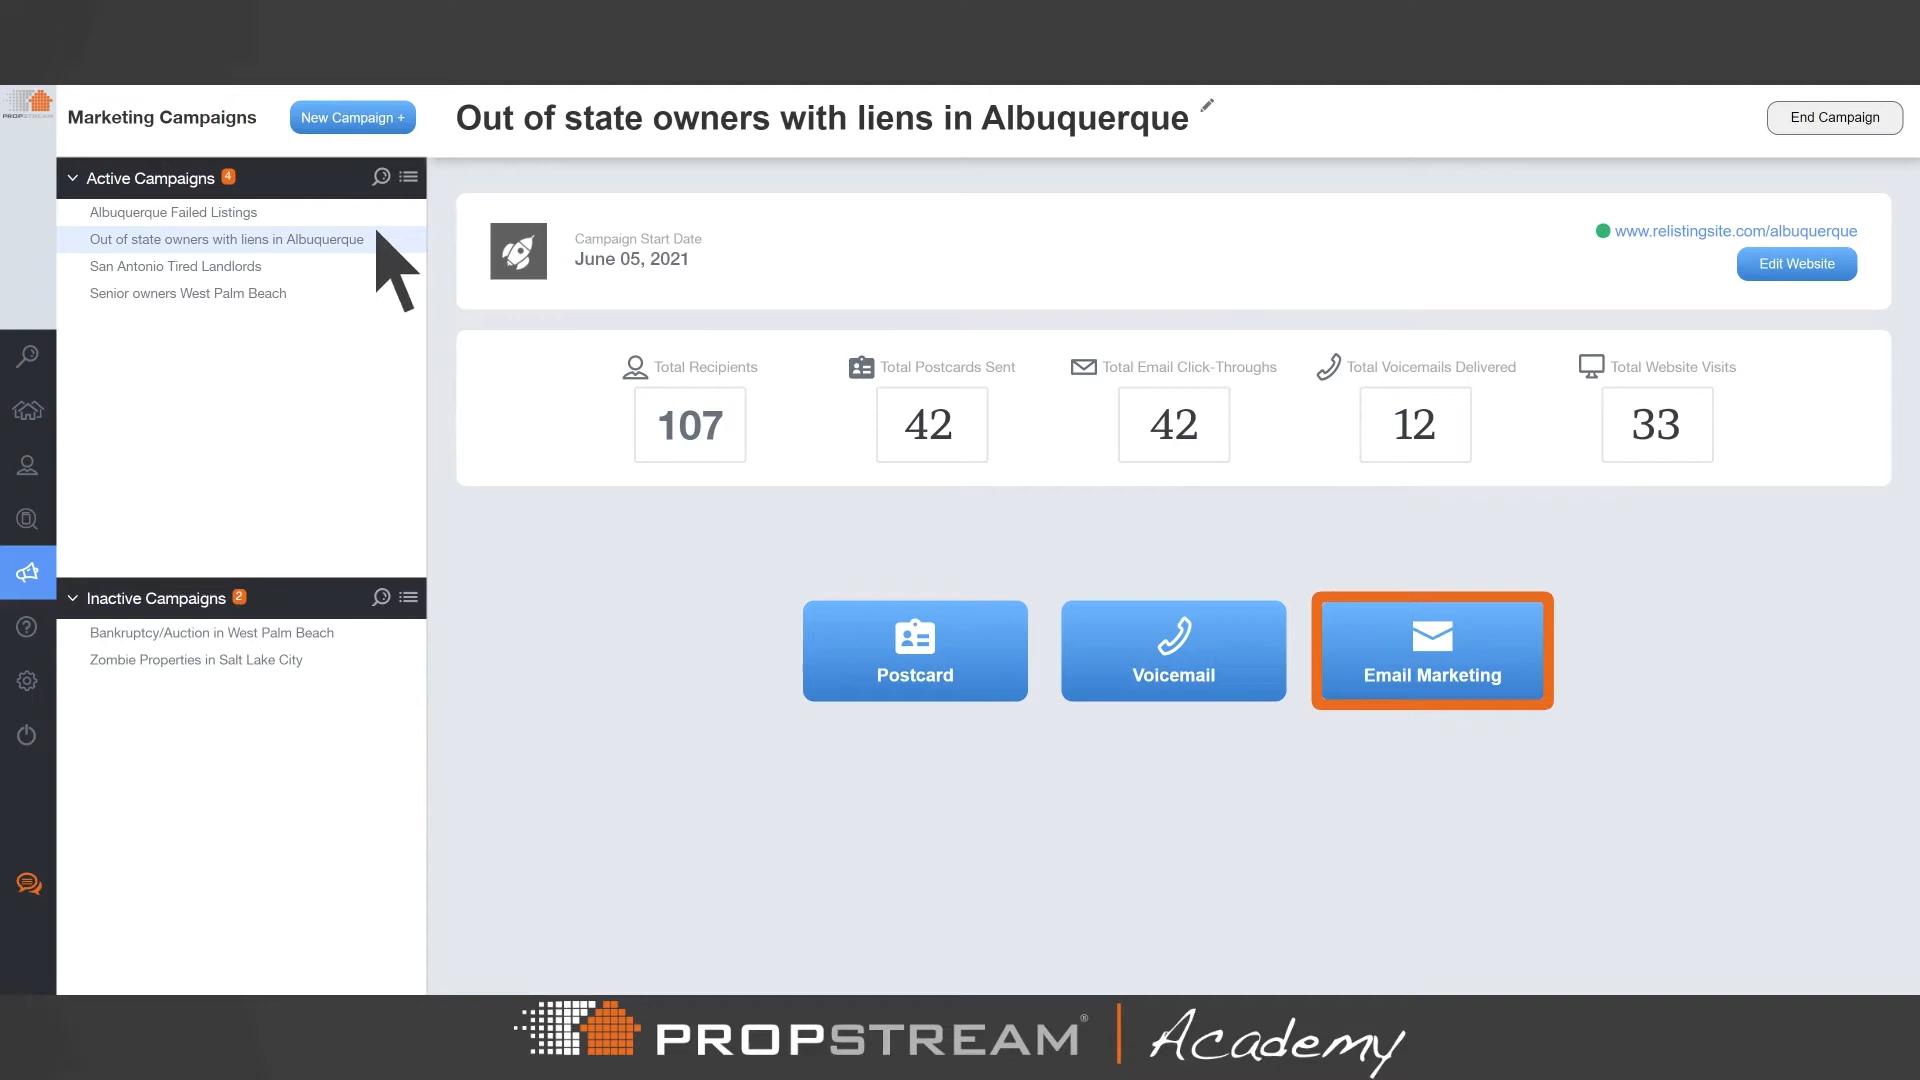 PROPSTREAM
Marketing Campaigns
New Campaign +
Out of state owners with liens in Albuquerque
End Campaign
Active Campaigns 4
Albuquerque Failed Listings
Out of state owners with liens in Albuquerque
San Antonio Tired Landlords
Senior owners West Palm Beach
Campaign Start Date
June 05, 2021
www.relistingsite.com/albuquerque
Edit Website
Total Recipients
107
Total Postcards Sent
42
Total Email Click-Throughs
42
Total Voicemails Delivered
12
Total Website Visits
33
Inactive Campaigns 2
Bankruptcy/Auction in West Palm Beach
Zombie Properties in Salt Lake City
Postcard
Voicemail
Email Marketing
PROPSTREAM® | Academy